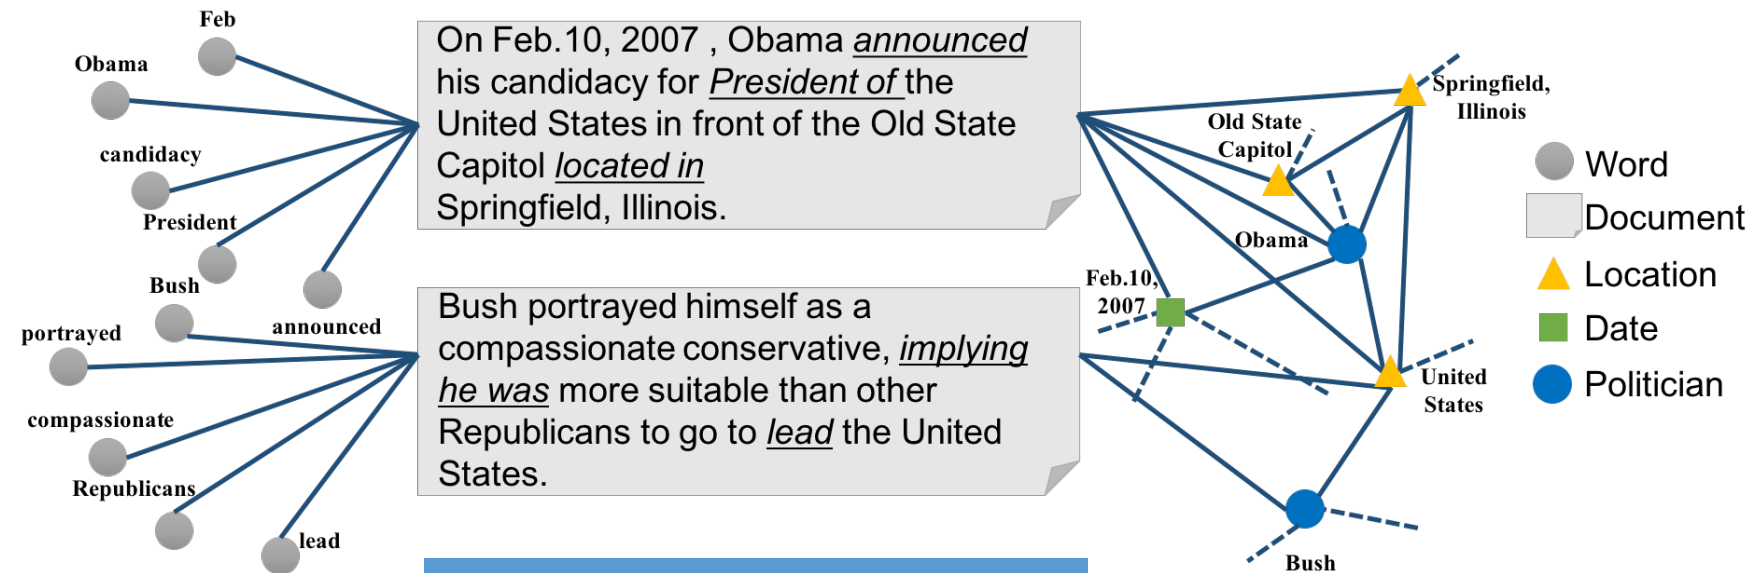 Feb
Obama
candidacy
President
announced
On Feb.10, 2007 , Obama announced
his candidacy for President of the
United States in front of the Old State
Capitol located in
Springfield, Illinois.
Bush
portrayed
compassionate
Republicans
lead
Bush portrayed himself as a
compassionate conservative, implying
he was more suitable than other
Republicans to go to lead the United
States.
Springfield,
Illinois
Old State
Capitol
Obama
Feb.10,
2007
United
States
Bush
Word
Document
Location
Date
Politician